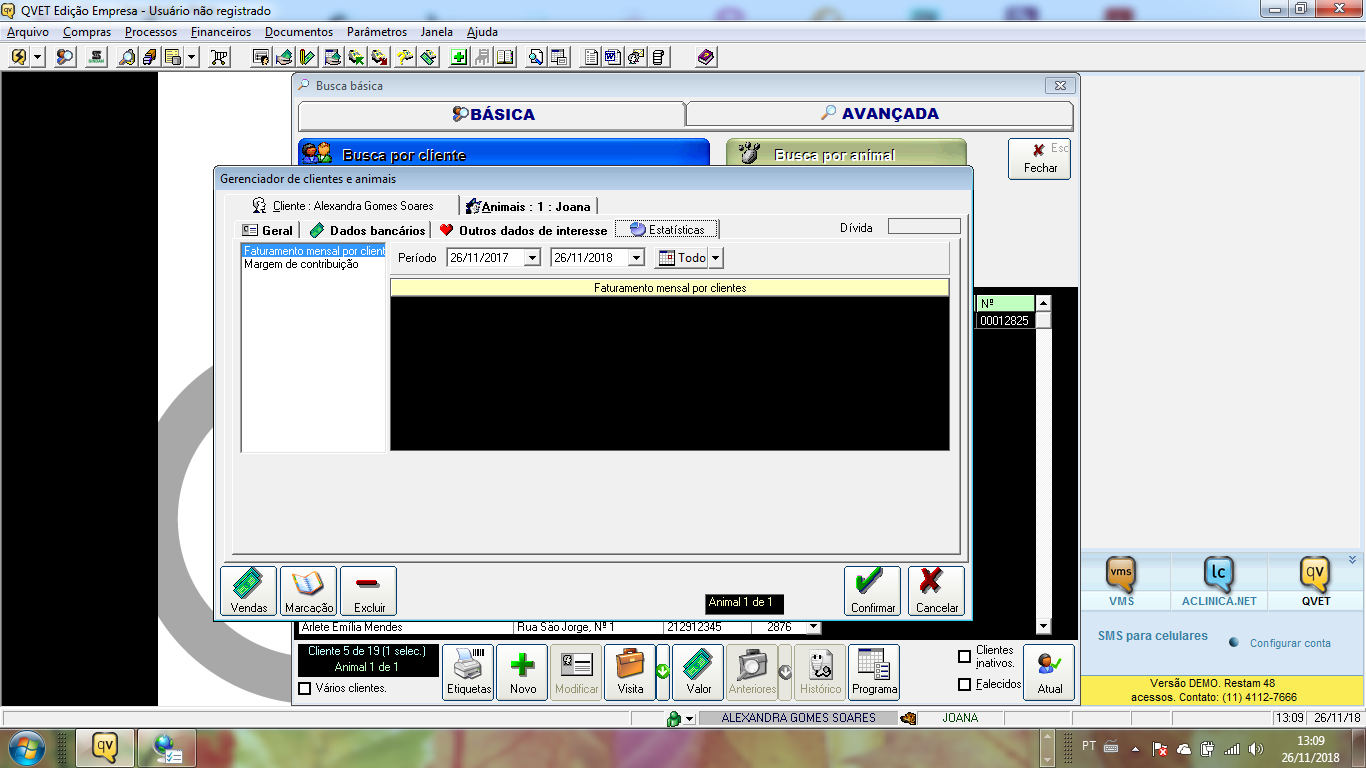 QVET Edição Empresa - Usuário não registrado
Arquivo Compras Processos Financeiros Documentos Parâmetros Janela Ajuda
Busca básica
BÁSICA AVANÇADA
Busca por cliente Busca por animal
Esc
Fechar
Gerenciador de clientes e animais
Cliente : Alexandra Gomes Soares Animais : 1 : Joana
Geral Dados bancários Outros dados de interesse Estatísticas Dívida
Faturamento mensal por client
Margem de contribuição
Período 26/11/2017 26/11/2018 Todo
Faturamento mensal por clientes
Nº
00012825
Vendas Marcação Excluir
Animal 1 de 1
Confirmar Cancelar
Arlete Emília Mendes Rua São Jorge, Nº 1 212912345 2876
Cliente 5 de 19 (1 selec.)
Animal 1 de 1
Vários clientes.
Etiquetas Novo Modificar Visita Valor Anteriores Histórico Programa
Clientes inativos.
Falecidos
Atual
vms lc qv
VMS ACLINICA.NET QVET
SMS para celulares Configurar conta
Versão DEMO. Restam 48
acessos. Contato: (11) 4112-7666
ALEXANDRA GOMES SOARES JOANA 13:09 26/11/18
qv
PT
13:09
26/11/2018